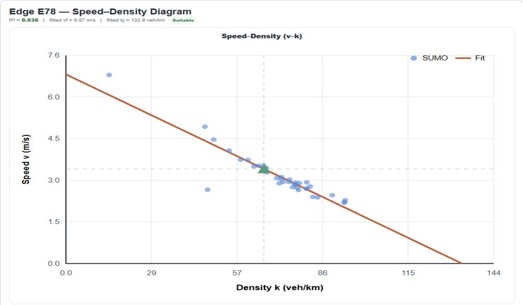 Edge E78 — Speed–Density Diagram
R² = 0.836 | fitted vf = 6.87 m/s | fitted kj = 132.9 veh/km Suitable
Speed–Density (v–k)
SUMO Fit
7.6
6.0
4.5
3.0
1.5
0.0
Speed v (m/s)
0.0 29 57 86 115 144
Density k (veh/km)